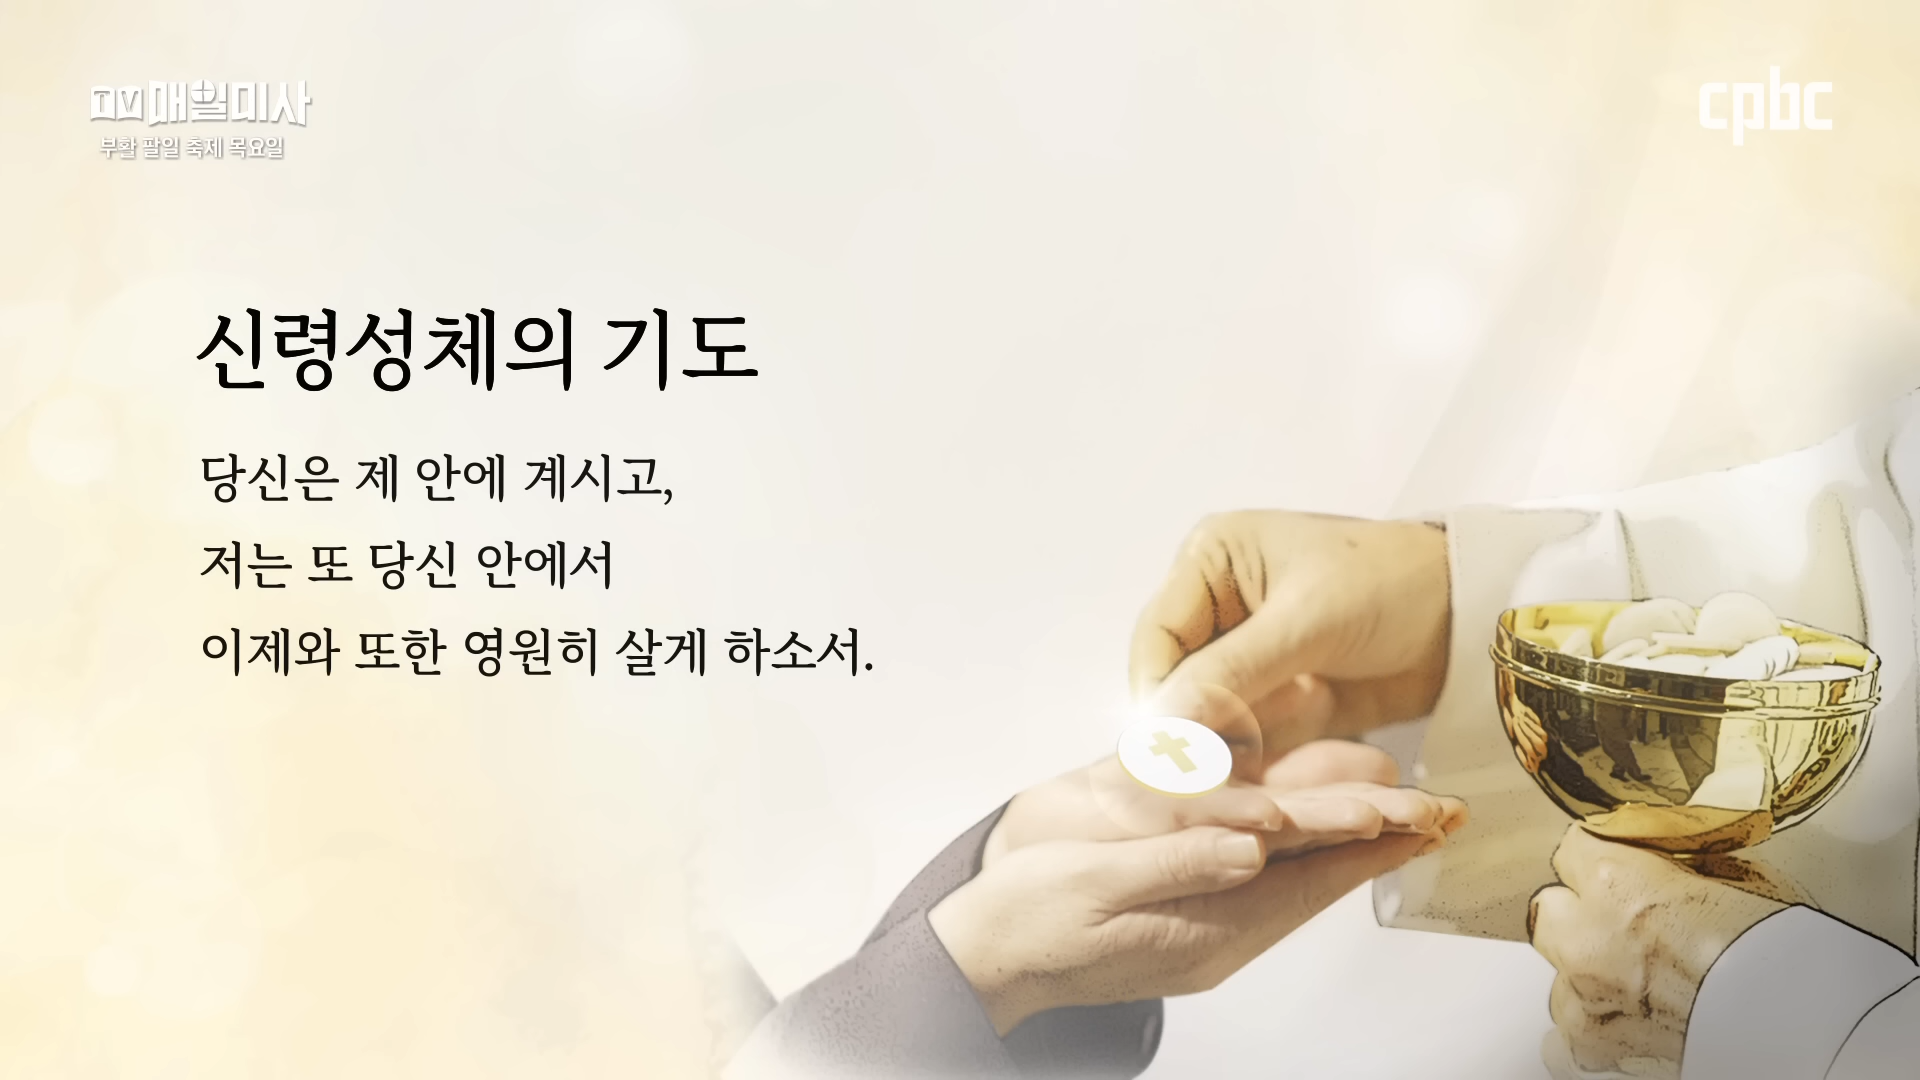 TV매일미사
부활 팔일 축제 목요일
cpbc
신령성체의 기도
당신은 제 안에 계시고,
저는 또 당신 안에서
이제와 또한 영원히 살게 하소서.